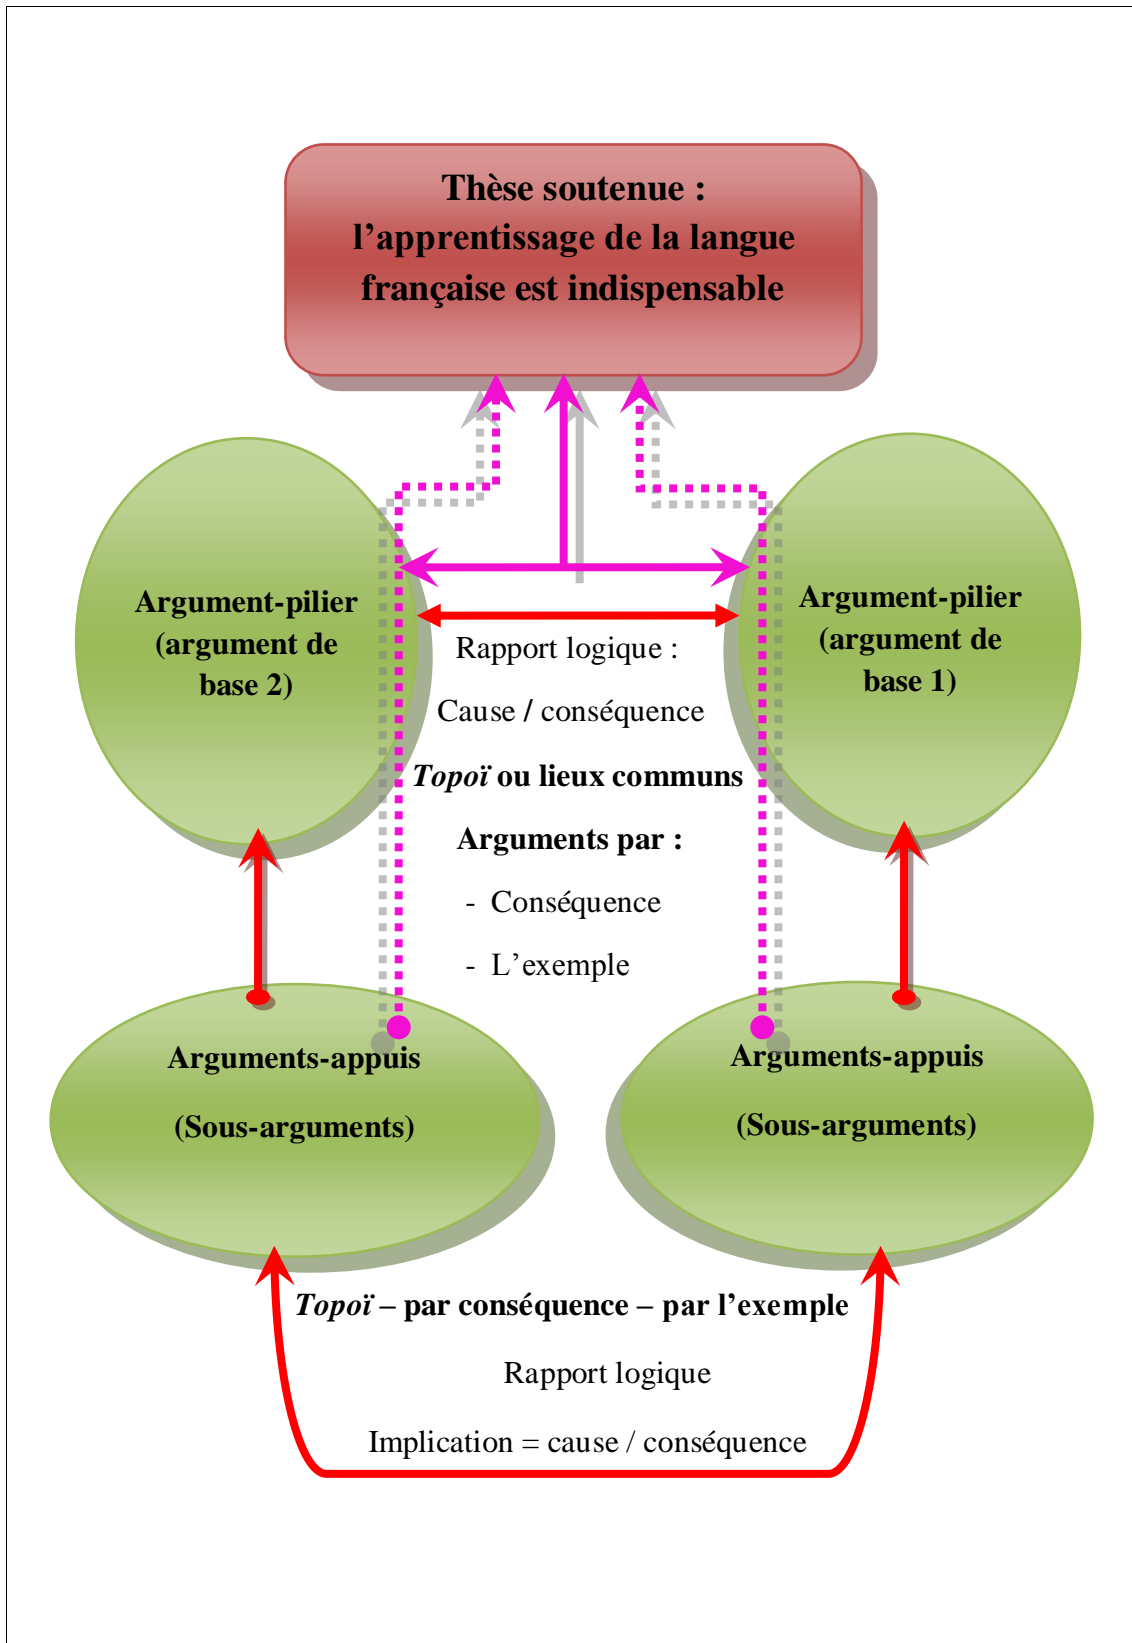 Thèse soutenue :
l’apprentissage de la langue
française est indispensable
Argument-pilier
(argument de
base 2)
Argument-pilier
(argument de
base 1)
Rapport logique :
Cause / conséquence
Topoï ou lieux communs
Arguments par :
- Conséquence
- L’exemple
Arguments-appuis
(Sous-arguments)
Arguments-appuis
(Sous-arguments)
Topoï – par conséquence – par l’exemple
Rapport logique
Implication = cause / conséquence